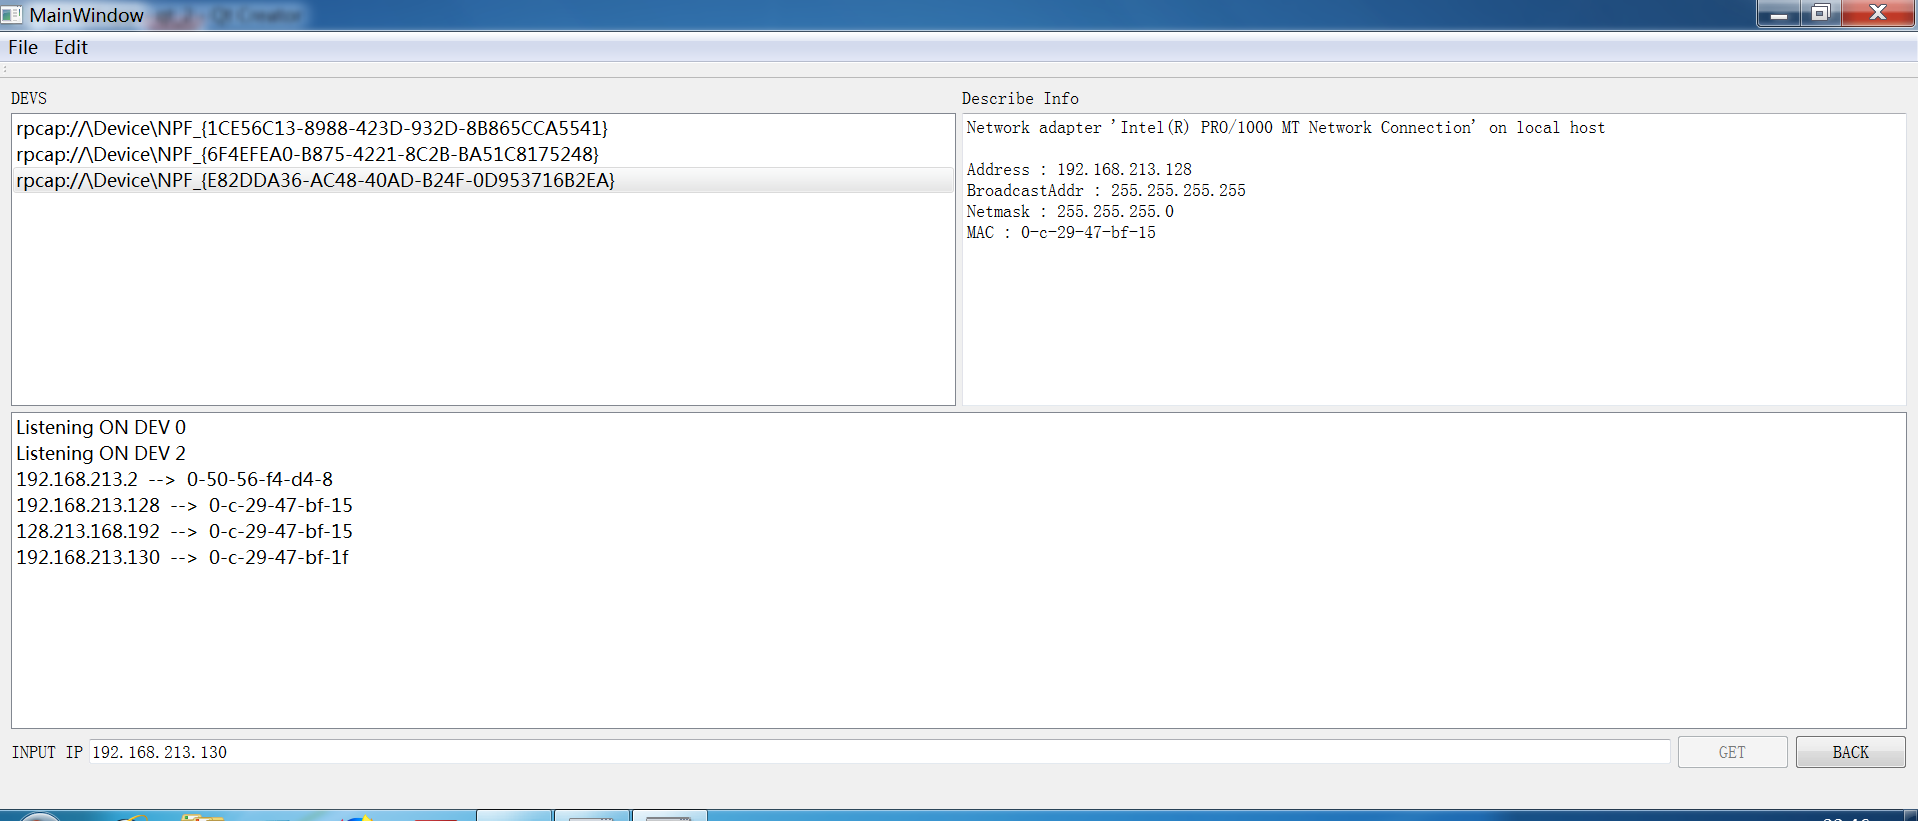 MainWindow
File Edit
DEVS
rpcap://\Device\NPF_{1CE56C13-8988-423D-932D-8B865CCA5541}
rpcap://\Device\NPF_{6F4EFEA0-B875-4221-8C2B-BA51C8175248}
rpcap://\Device\NPF_{E82DDA36-AC48-40AD-B24F-0D953716B2EA}
Describe Info
Network adapter 'Intel(R) PRO/1000 MT Network Connection' on local host
Address : 192.168.213.128
BroadcastAddr : 255.255.255.255
Netmask : 255.255.255.0
MAC : 0-c-29-47-bf-15
Listening ON DEV 0
Listening ON DEV 2
192.168.213.2 --> 0-50-56-f4-d4-8
192.168.213.128 --> 0-c-29-47-bf-15
128.213.168.192 --> 0-c-29-47-bf-15
192.168.213.130 --> 0-c-29-47-bf-1f
INPUT IP 192.168.213.130 GET BACK